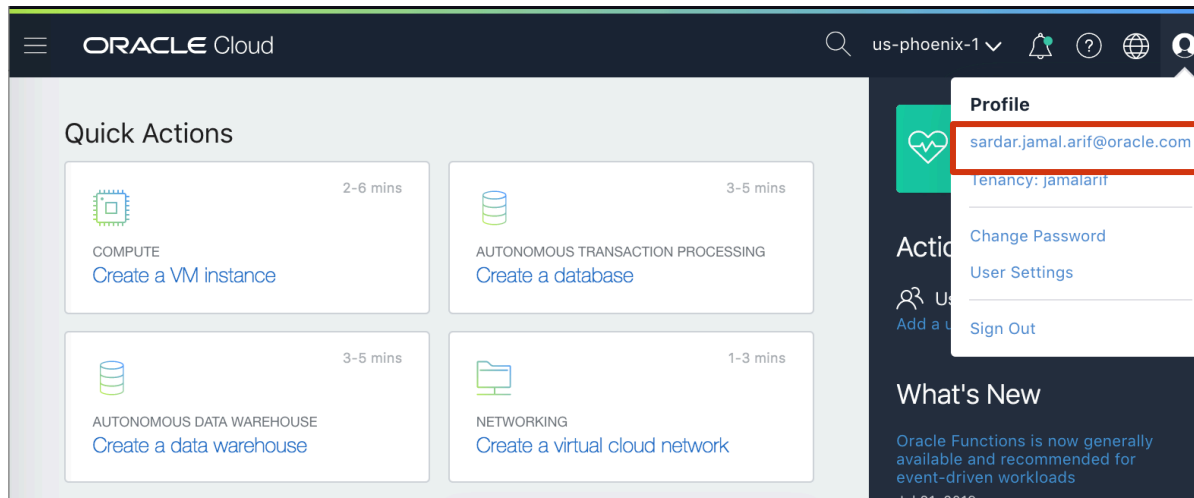 ORACLE Cloud
us-phoenix-1
Profile
sardar.jamal.arif@oracle.com
Tenancy: jamalarif
Change Password
User Settings
Sign Out
Quick Actions
2-6 mins
COMPUTE
Create a VM instance
3-5 mins
AUTONOMOUS TRANSACTION PROCESSING
Create a database
3-5 mins
AUTONOMOUS DATA WAREHOUSE
Create a data warehouse
1-3 mins
NETWORKING
Create a virtual cloud network
Actic
Us
Add a u
What's New
Oracle Functions is now generally
available and recommended for
event-driven workloads